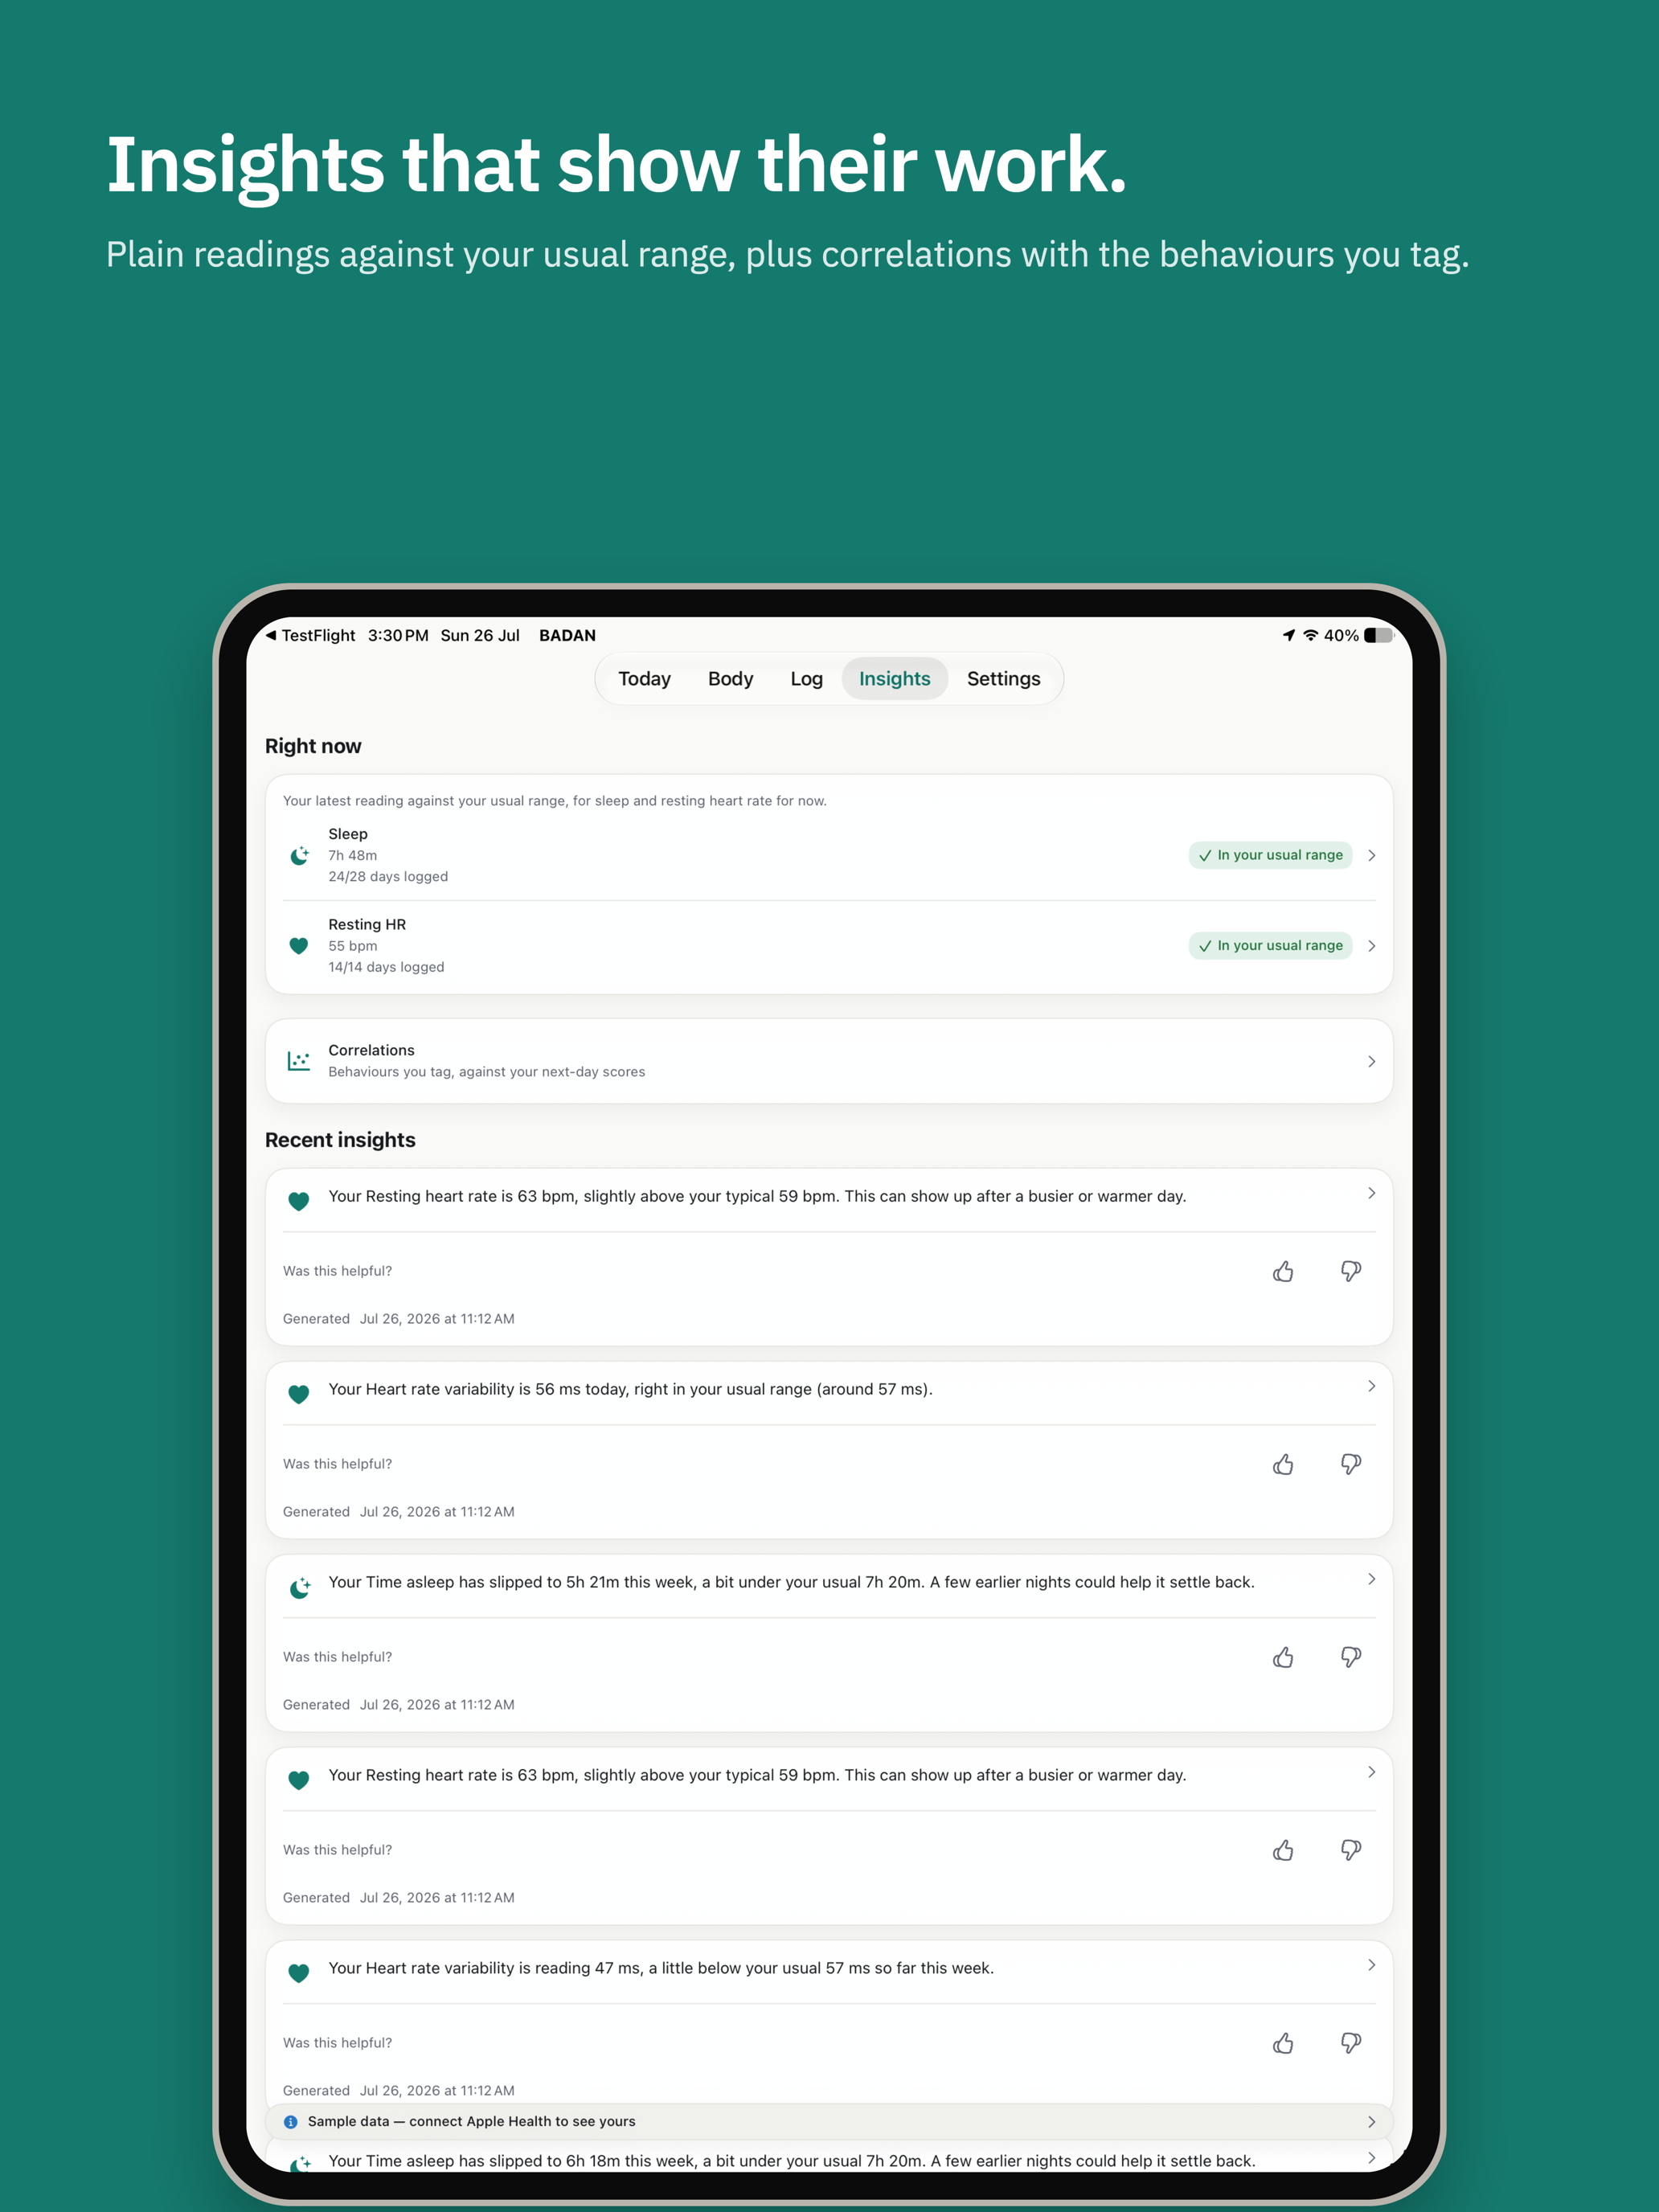 Insights that show their work.
Plain readings against your usual range, plus correlations with the behaviours you tag.
TestFlight 3:30 PM Sun 26 Jul BADAN 40%
Today Body Log Insights Settings
Right now
Your latest reading against your usual range, for sleep and resting heart rate for now.
Sleep
7h 48m
24/28 days logged
In your usual range
Resting HR
55 bpm
14/14 days logged
In your usual range
Correlations
Behaviours you tag, against your next-day scores
Recent insights
Your Resting heart rate is 63 bpm, slightly above your typical 59 bpm. This can show up after a busier or warmer day.
Was this helpful?
Generated Jul 26, 2026 at 11:12 AM
Your Heart rate variability is 56 ms today, right in your usual range (around 57 ms).
Was this helpful?
Generated Jul 26, 2026 at 11:12 AM
Your Time asleep has slipped to 5h 21m this week, a bit under your usual 7h 20m. A few earlier nights could help it settle back.
Was this helpful?
Generated Jul 26, 2026 at 11:12 AM
Your Resting heart rate is 63 bpm, slightly above your typical 59 bpm. This can show up after a busier or warmer day.
Was this helpful?
Generated Jul 26, 2026 at 11:12 AM
Your Heart rate variability is reading 47 ms, a little below your usual 57 ms so far this week.
Was this helpful?
Generated Jul 26, 2026 at 11:12 AM
Sample data — connect Apple Health to see yours
Your Time asleep has slipped to 6h 18m this week, a bit under your usual 7h 20m. A few earlier nights could help it settle back.